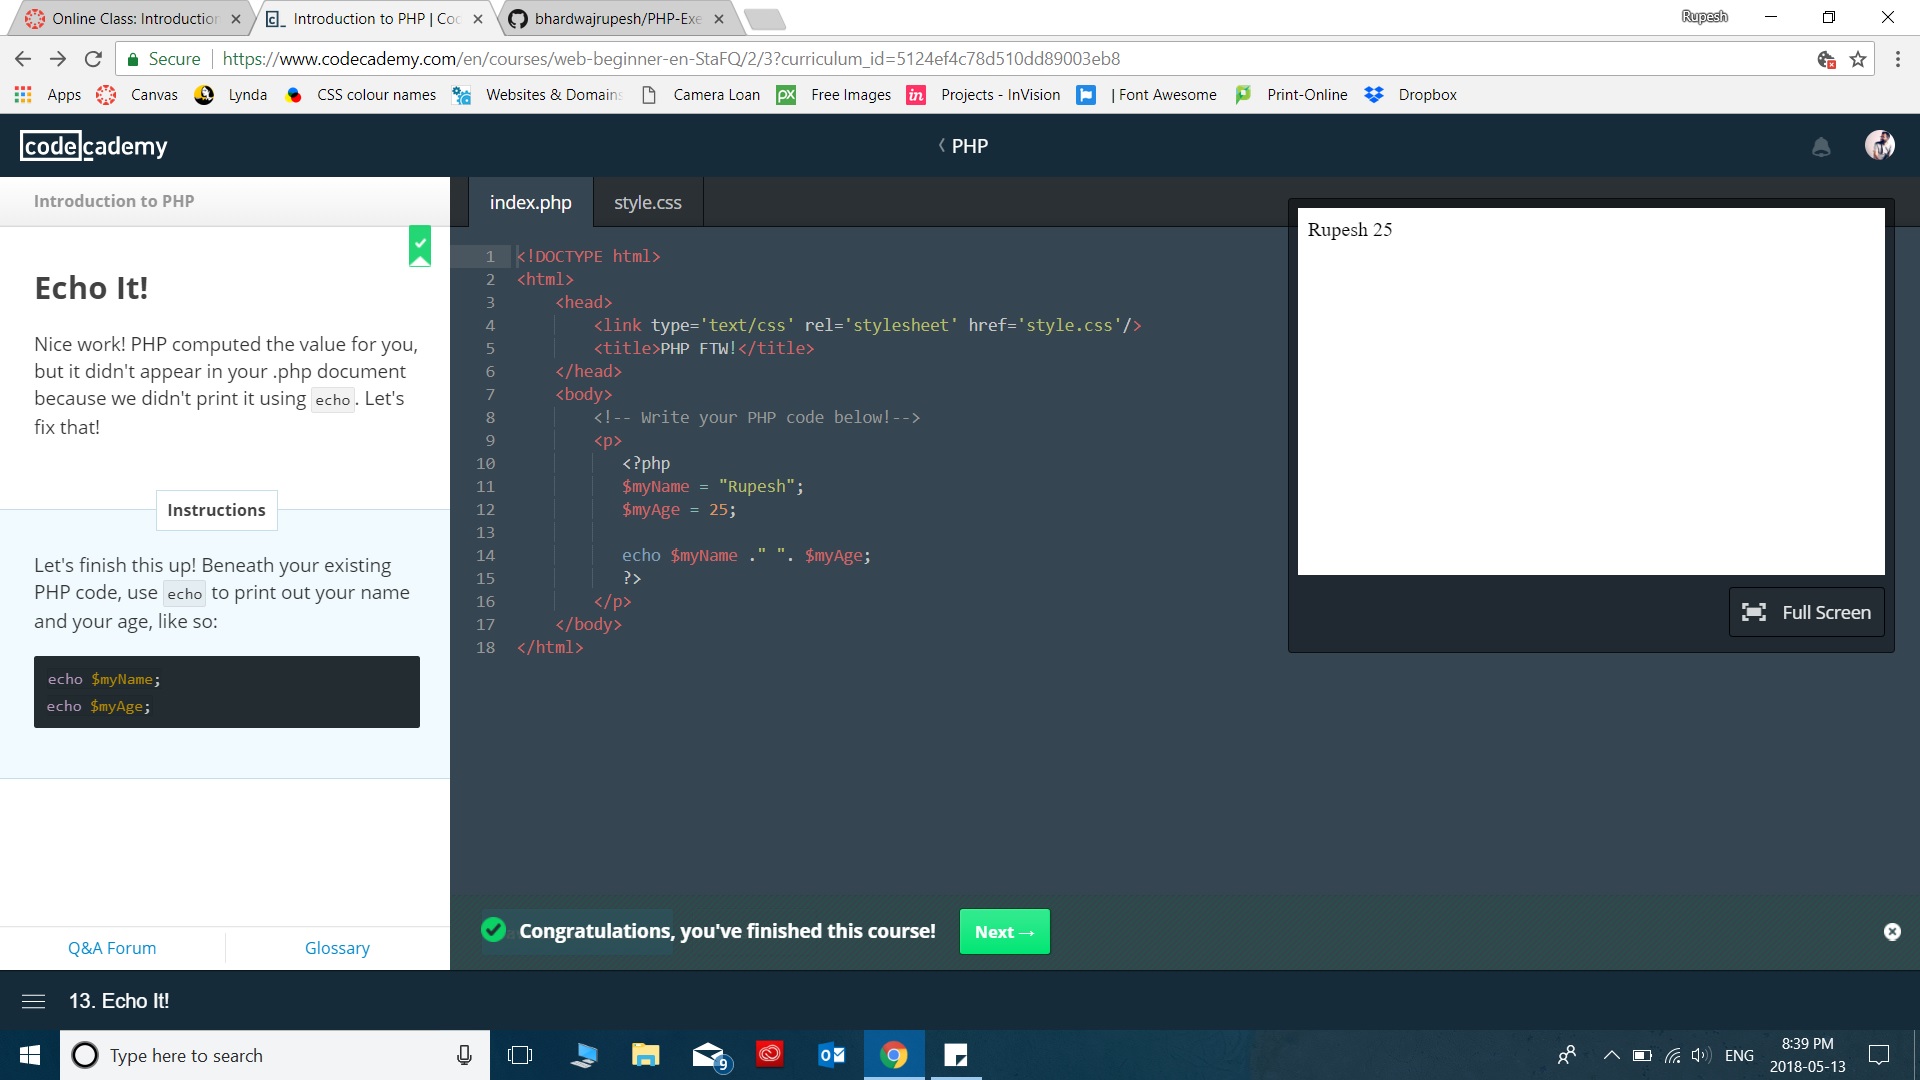 Online Class: Introduction
Introduction to PHP | Coc
bhardwajrupesh/PHP-Exe
Rupesh
Secure
https://www.codecademy.com/en/courses/web-beginner-en-StaFQ/2/3?curriculum_id=5124ef4c78d510dd89003eb8
Apps Canvas Lynda CSS colour names Websites & Domains Camera Loan px Free Images in Projects - InVision | Font Awesome Print-Online Dropbox
codecademy
PHP
Introduction to PHP
index.php
style.css
Echo It!
Nice work! PHP computed the value for you,
but it didn't appear in your .php document
because we didn't print it using echo. Let's
fix that!
Instructions
Let's finish this up! Beneath your existing
PHP code, use echo to print out your name
and your age, like so:
echo $myName;
echo $myAge;
Q&A Forum
Glossary
1 <!DOCTYPE html>
2 <html>
3 <head>
4 <link type='text/css' rel='stylesheet' href='style.css'/>
5 <title>PHP FTW!</title>
6 </head>
7 <body>
8 <!-- Write your PHP code below!-->
9 <p>
10 <?php
11 $myName = "Rupesh";
12 $myAge = 25;
13
14 echo $myName ." ". $myAge;
15 ?>
16 </p>
17 </body>
18 </html>
Rupesh 25
Full Screen
Congratulations, you've finished this course!
Next →
13. Echo It!
Type here to search
9
ENG
8:39 PM
2018-05-13